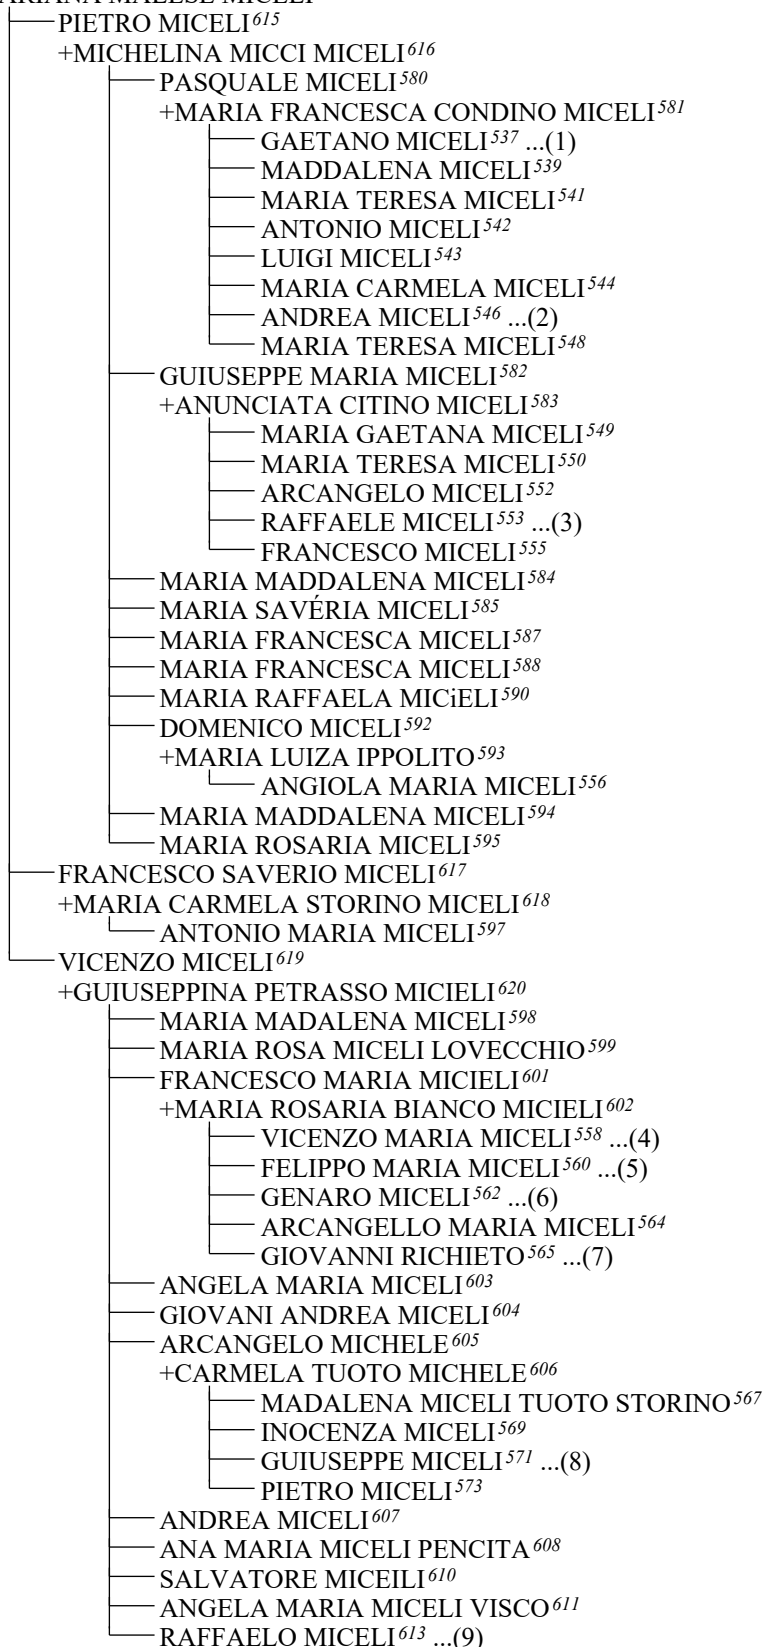 PIETRO MICELI615
+MICHELINA MICCI MICELI616
PASQUALE MICELI580
+MARIA FRANCESCA CONDINO MICELI581
GAETANO MICELI537 ...(1)
MADDALENA MICELI539
MARIA TERESA MICELI541
ANTONIO MICELI542
LUIGI MICELI543
MARIA CARMELA MICELI544
ANDREA MICELI546 ...(2)
MARIA TERESA MICELI548
GUIUSEPPE MARIA MICELI582
+ANUNCIATA CITINO MICELI583
MARIA GAETANA MICELI549
MARIA TERESA MICELI550
ARCANGELO MICELI552
RAFFAELE MICELI553 ...(3)
FRANCESCO MICELI555
MARIA MADDALENA MICELI584
MARIA SAVÉRIA MICELI585
MARIA FRANCESCA MICELI587
MARIA FRANCESCA MICELI588
MARIA RAFFAELA MICiELI590
DOMENICO MICELI592
+MARIA LUIZA IPPOLITO593
ANGIOLA MARIA MICELI556
MARIA MADDALENA MICELI594
MARIA ROSARIA MICELI595
FRANCESCO SAVERIO MICELI617
+MARIA CARMELA STORINO MICELI618
ANTONIO MARIA MICELI597
VICENZO MICELI619
+GUIUSEPPINA PETRASSO MICIELI620
MARIA MADALENA MICELI598
MARIA ROSA MICELI LOVECCHIO599
FRANCESCO MARIA MICIELI601
+MARIA ROSARIA BIANCO MICIELI602
VICENZO MARIA MICELI558 ...(4)
FELIPPO MARIA MICELI560 ...(5)
GENARO MICELI562 ...(6)
ARCANGELLO MARIA MICELI564
GIOVANNI RICHIETO565 ...(7)
ANGELA MARIA MICELI603
GIOVANI ANDREA MICELI604
ARCANGELO MICHELE605
+CARMELA TUOTO MICHELE606
MADALENA MICELI TUOTO STORINO567
INOCENZA MICELI569
GUIUSEPPE MICELI571 ...(8)
PIETRO MICELI573
ANDREA MICELI607
ANA MARIA MICELI PENCITA608
SALVATORE MICEILI610
ANGELA MARIA MICELI VISCO611
RAFFAELO MICELI613 ...(9)